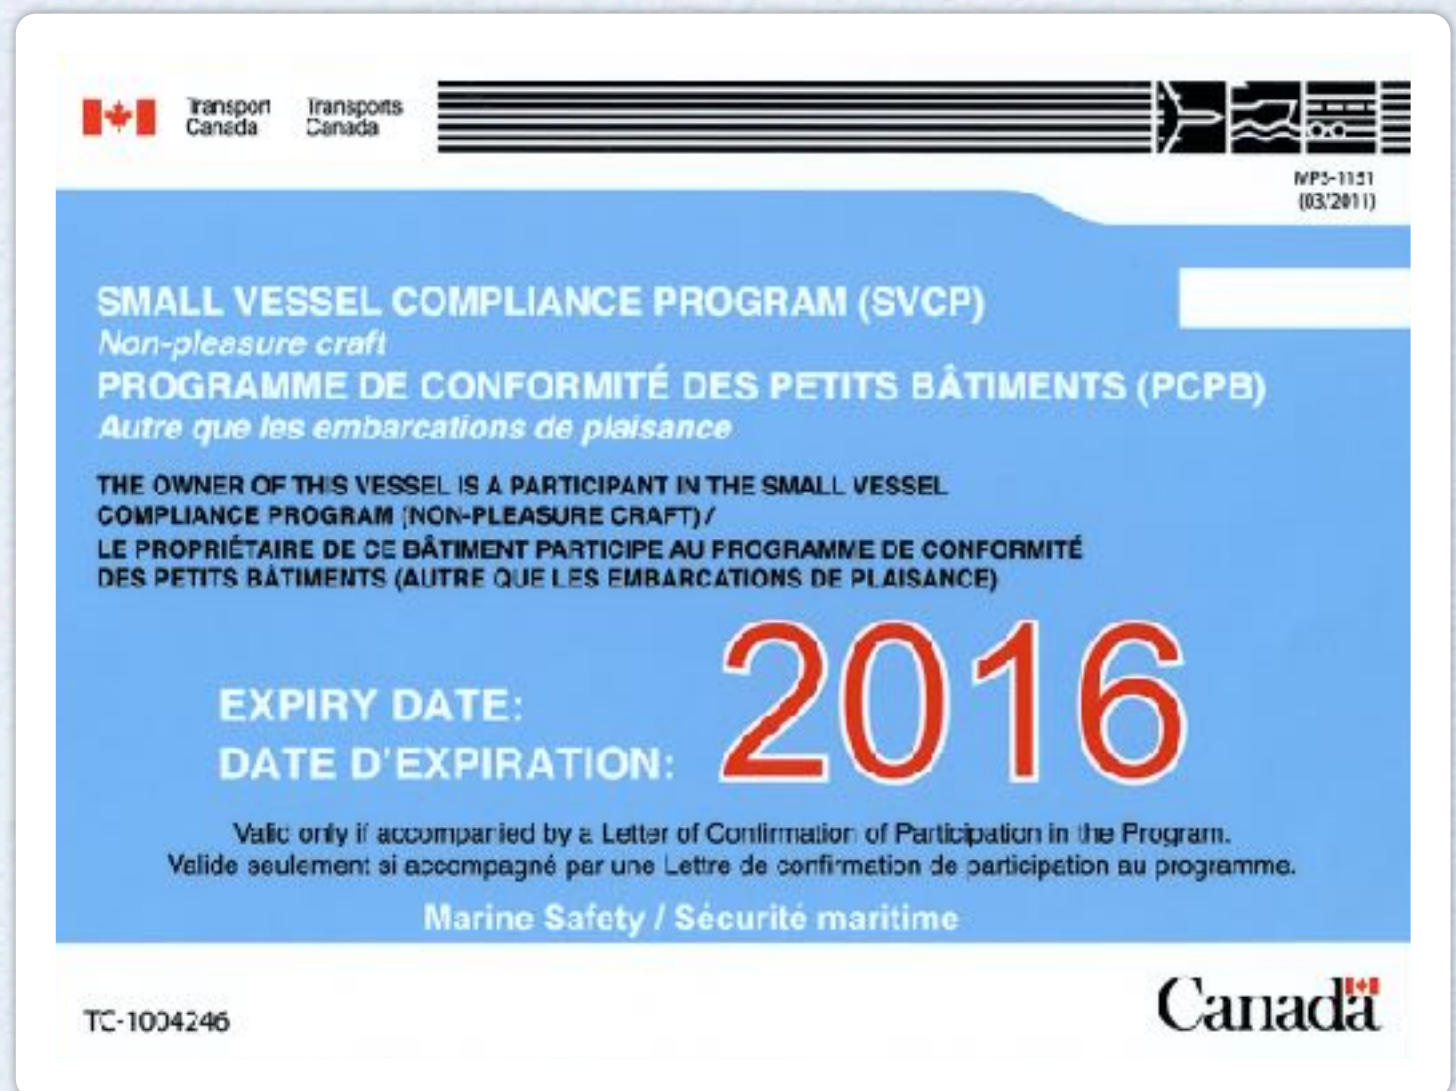 Transport Canada
Transports Canada
(03/2011)
SMALL VESSEL COMPLIANCE PROGRAM (SVCP)
Non-pleasure craft
PROGRAMME DE CONFORMITÉ DES PETITS BÂTIMENTS (PCPB)
Autre que les embarcations de plaisance
THE OWNER OF THIS VESSEL IS A PARTICIPANT IN THE SMALL VESSEL
COMPLIANCE PROGRAM (NON-PLEASURE CRAFT) /
LE PROPRIÉTAIRE DE CE BÂTIMENT PARTICIPE AU PROGRAMME DE CONFORMITÉ
DES PETITS BÂTIMENTS (AUTRE QUE LES EMBARCATIONS DE PLAISANCE)
EXPIRY DATE:
DATE D'EXPIRATION:
2016
Valid only if accompanied by a Letter of Confirmation of Participation in the Program.
Valide seulement si accompagné par une Lettre de confirmation de participation au programme.
Marine Safety / Sécurité maritime
TC-1004246
Canada